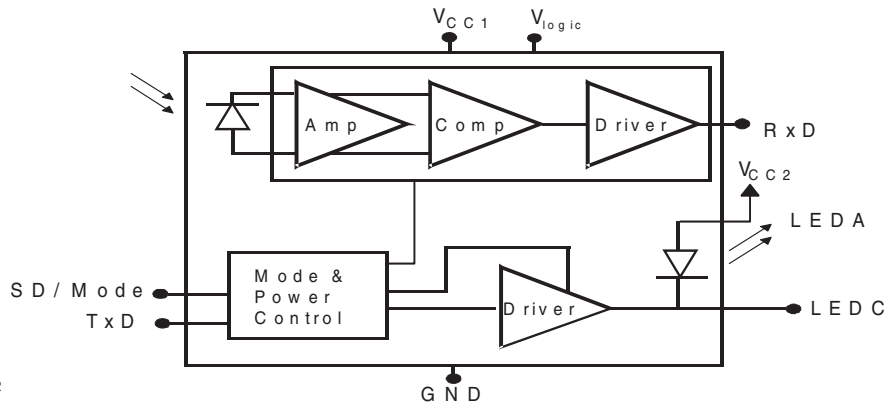 VCC1
Vlogic
Amp
Comp
Driver
RxD
VCC2
LEDA
SD/Mode
TxD
Mode &
Power
Control
Driver
LEDC
GND